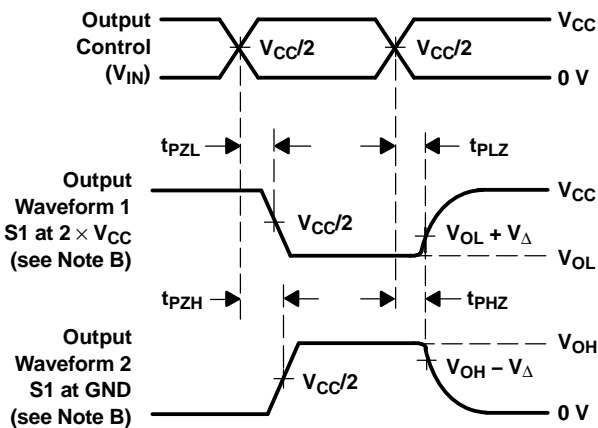 Output
Control
(VIN)
VCC/2
VCC/2
VCC
0 V
tPZL
tPLZ
Output
Waveform 1
S1 at 2 × VCC
(see Note B)
VCC/2
VCC
VOL + VΔ
VOL
tPZH
tPHZ
Output
Waveform 2
S1 at GND
(see Note B)
VCC/2
VOH
VOH − VΔ
0 V